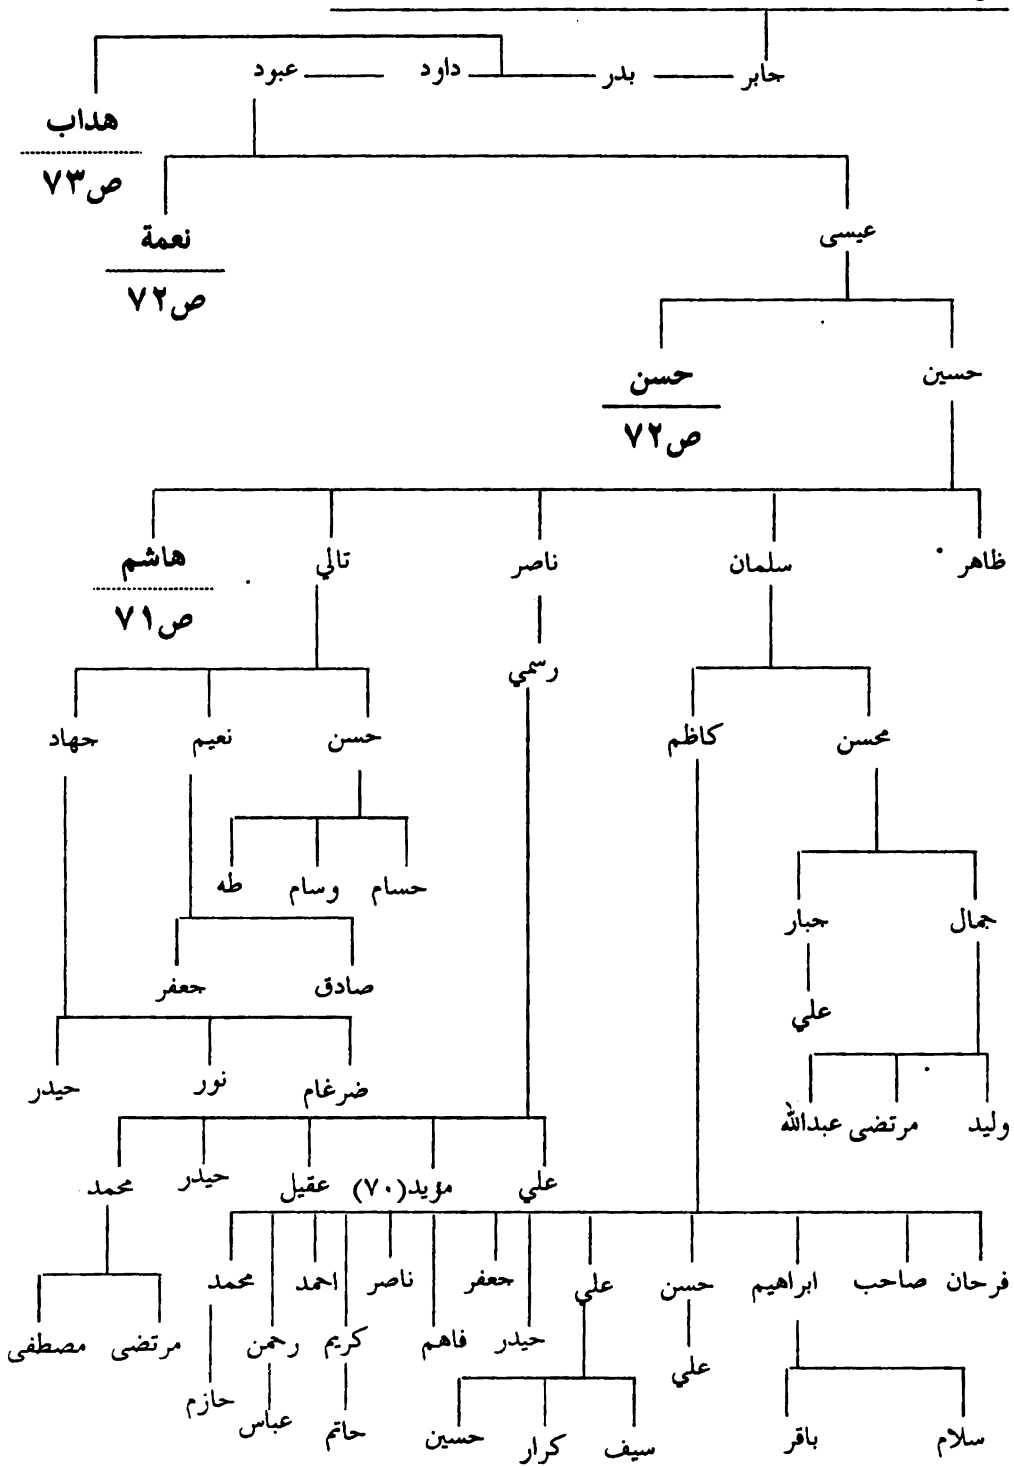 جابر بدر داود عبود
هداب
ص٧٣
نعمة
ص٧٢
عيسى
حسين حسن
ص٧٢
ظاهر سلمان ناصر تالي هاشم
ص٧١
رسمي
محسن كاظم حسن نعيم جهاد
حسام وسام طه
جمال جبار
صادق جعفر
علي
ضرغام نور حيدر
وليد مرتضى عبدالله
علي مؤيد(٧٠) عقيل حيدر محمد
فرحان صاحب ابراهيم حسن علي جعفر ناصر احمد محمد
حيدر فاهم كريم رحمن مرتضى مصطفى
علي
سلام باقر سيف كرار حسين حاتم عباس حازم